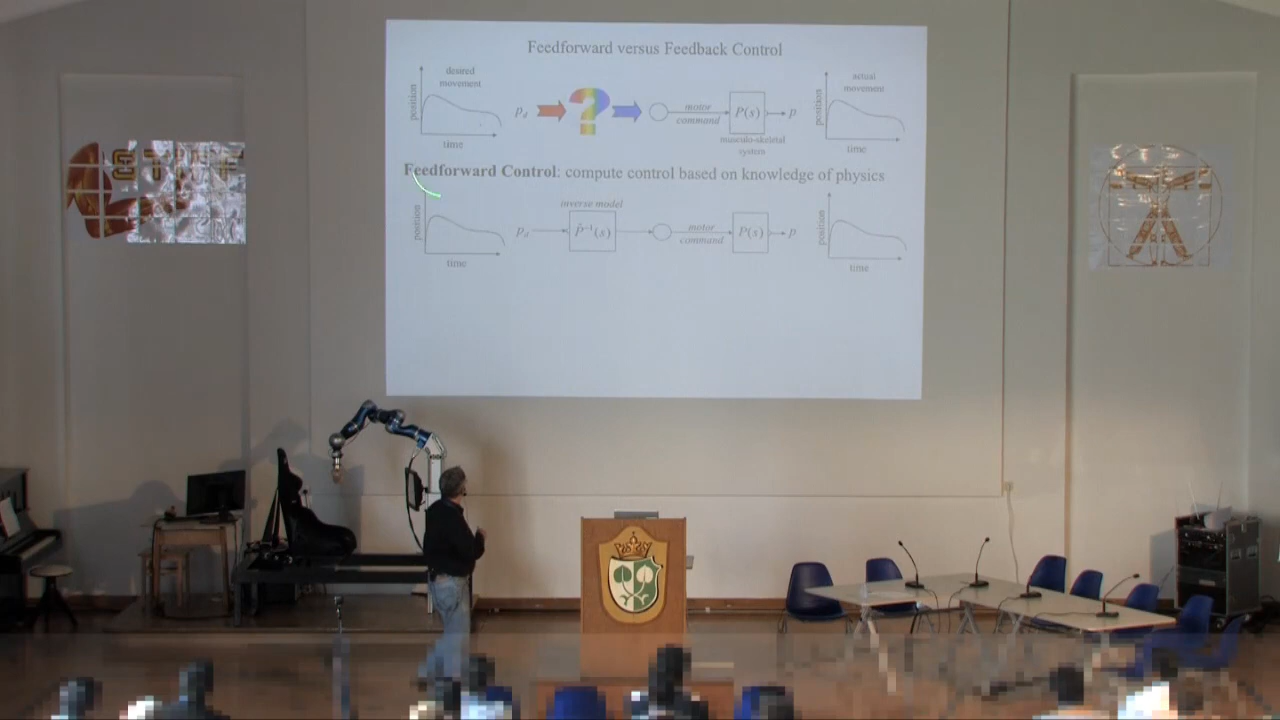 Feedforward versus Feedback Control
desired
movement
position
time
p_d
?
motor
command
P(s)
p
musculo-skeletal
system
actual
movement
position
time
Feedforward Control: compute control based on knowledge of physics
position
time
p_d
inverse model
P̂⁻¹(s)
motor
command
P(s)
p
position
time
STIFF